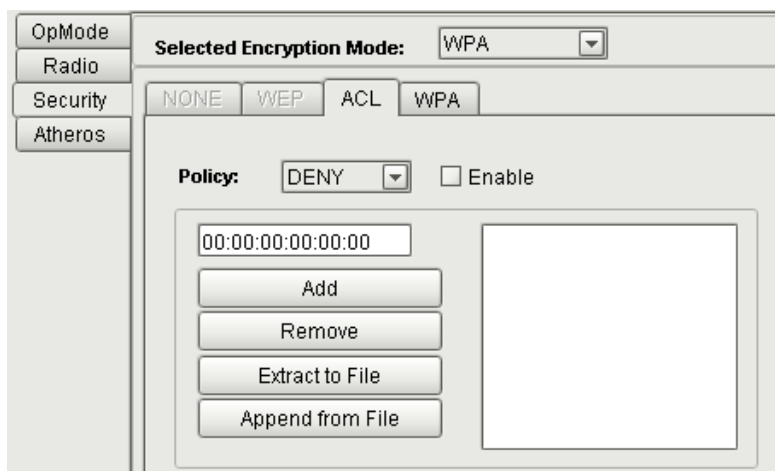 OpMode
Radio
Security
Atheros
Selected Encryption Mode: WPA
NONE WEP ACL WPA
Policy: DENY Enable
00:00:00:00:00:00
Add
Remove
Extract to File
Append from File